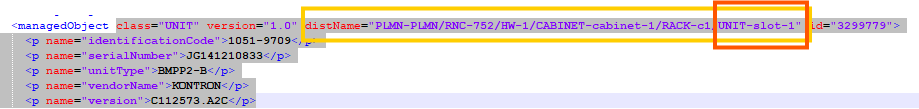 <managedObject class="UNIT" version="1.0" distName="PLMN-PLMN/RNC-752/HW-1/CABINET-cabinet-1/RACK-c1/UNIT-slot-1" id="3299779">
<p name="identificationCode">1051-9709</p>
<p name="serialNumber">JG141210833</p>
<p name="unitType">BMPP2-B</p>
<p name="vendorName">KONTRON</p>
<p name="version">C112573.A2C</p>